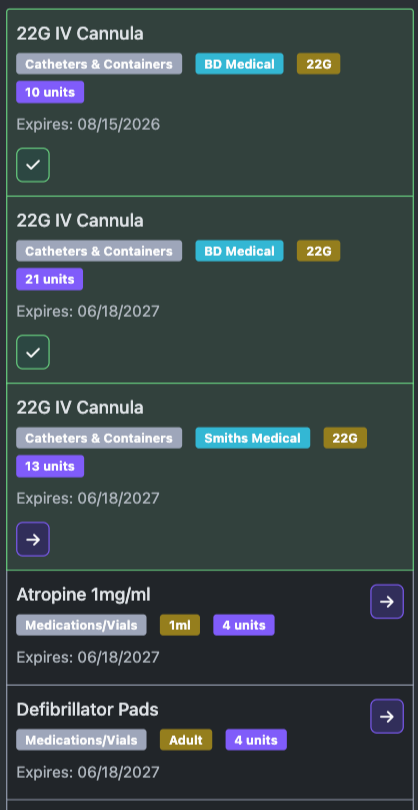 22G IV Cannula
Catheters & Containers BD Medical 22G
10 units
Expires: 08/15/2026
22G IV Cannula
Catheters & Containers BD Medical 22G
21 units
Expires: 06/18/2027
22G IV Cannula
Catheters & Containers Smiths Medical 22G
13 units
Expires: 06/18/2027
Atropine 1mg/ml
Medications/Vials 1ml 4 units
Expires: 06/18/2027
Defibrillator Pads
Medications/Vials Adult 4 units
Expires: 06/18/2027